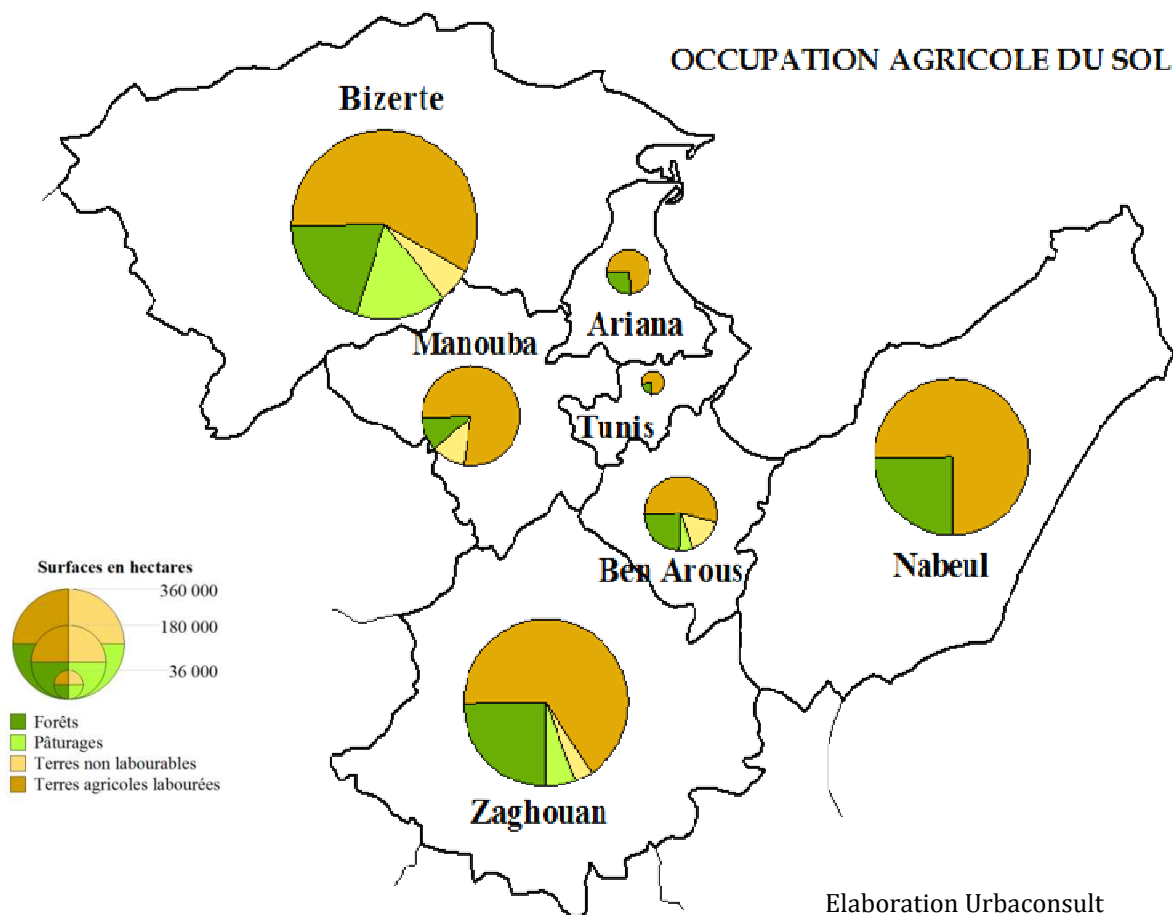 OCCUPATION AGRICOLE DU SOL
Bizerte
Ariana
Manouba
Tunis
Ben Arous
Nabeul
Zaghouan
Surfaces en hectares
360 000
180 000
36 000
Forêts
Pâturages
Terres non labourables
Terres agricoles labourées
Elaboration Urbaconsult